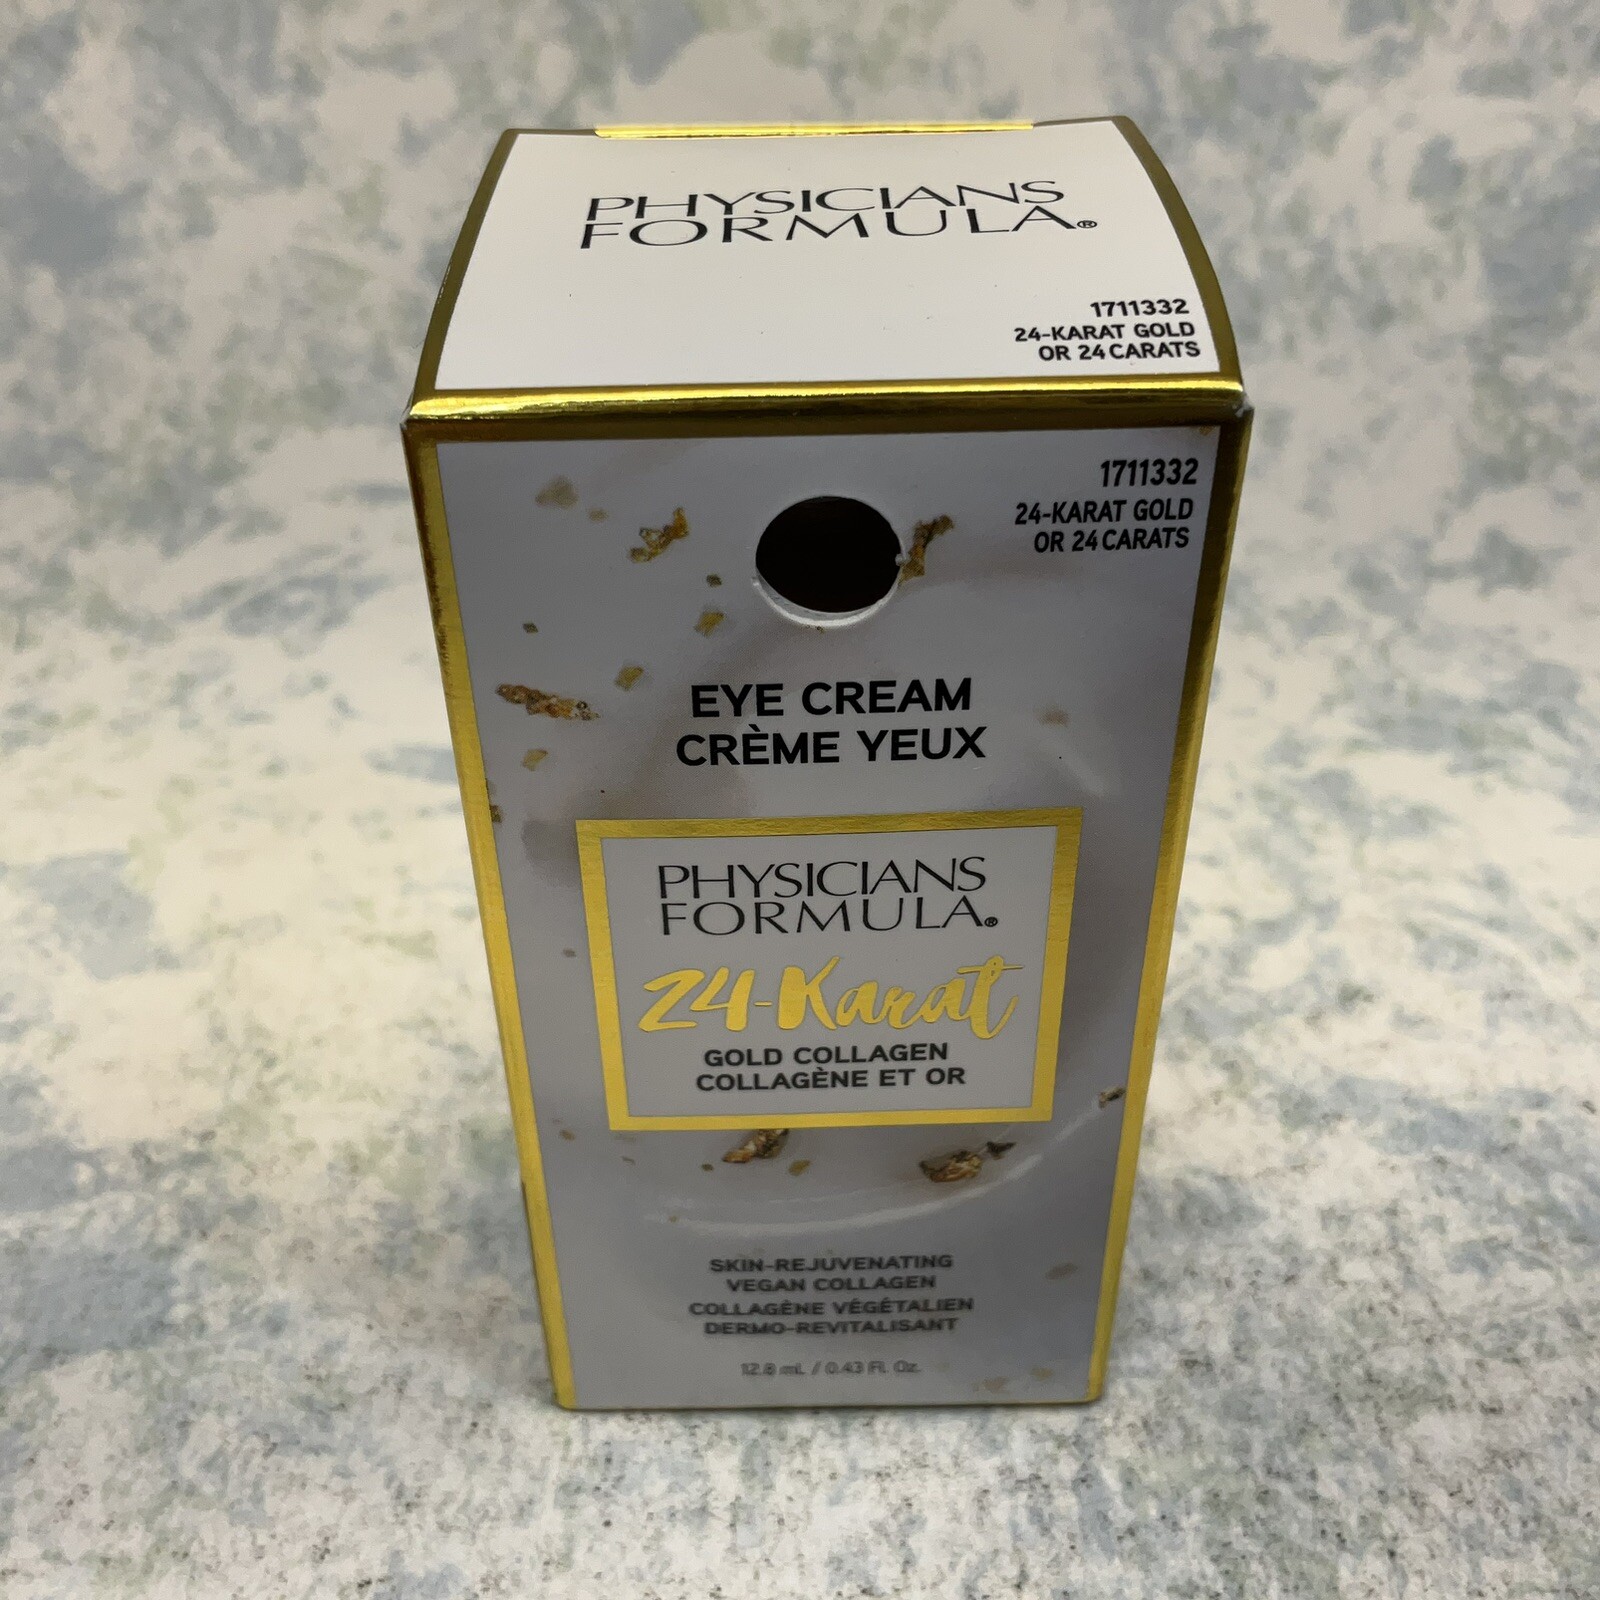 PHYSICIANS
FORMULA®
1711332
24-KARAT GOLD
OR 24 CARATS
1711332
24-KARAT GOLD
OR 24 CARATS
EYE CREAM
CRÈME YEUX
PHYSICIANS
FORMULA®
24-Karat
GOLD COLLAGEN
COLLAGÈNE ET OR
SKIN-REJUVENATING
VEGAN COLLAGEN
COLLAGÈNE VÉGÉTALIEN
DERMO-REVITALISANT
12.8 mL / 0.43 Fl. Oz.